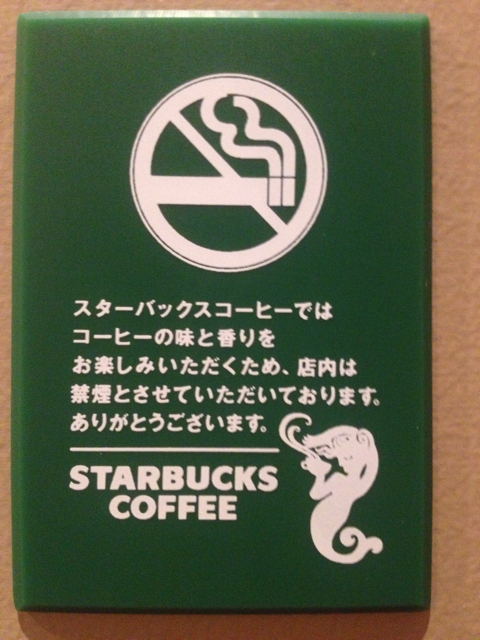 スターバックスコーヒーでは
コーヒーの味と香りを
お楽しみいただくため、店内は
禁煙とさせていただいております。
ありがとうございます。
STARBUCKS
COFFEE